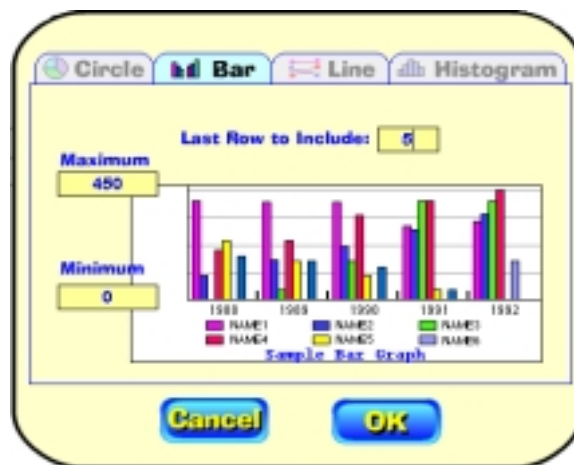 Circle Bar Line Histogram
Last Row to Include: 5
Maximum
450
Minimum
0
1988 1989 1990 1991 1992
NAME1 NAME2 NAME3
NAME4 NAME5 NAME6
Sample Bar Graph
Cancel OK